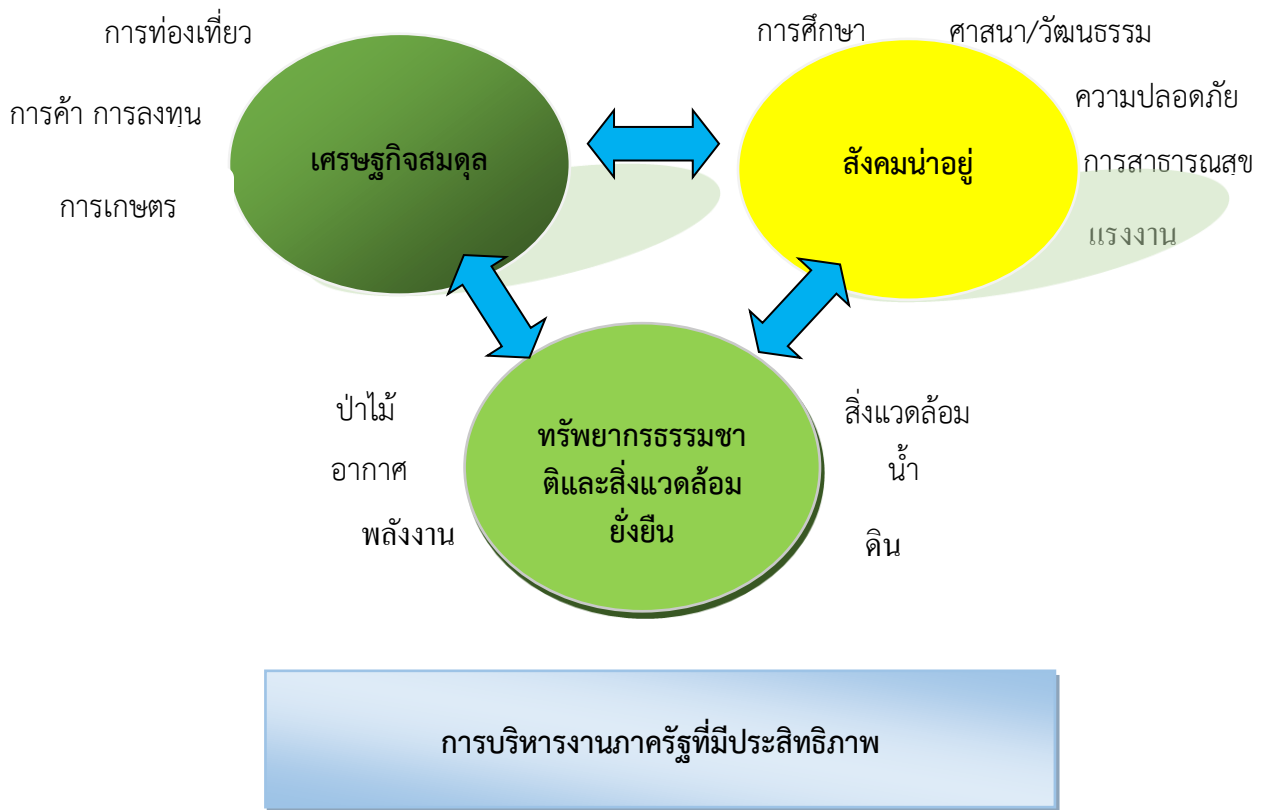 การท่องเที่ยว
การศึกษา
ศาสนา/วัฒนธรรม
การค้า การลงทุน
ความปลอดภัย
เศรษฐกิจสมดุล
สังคมน่าอยู่
การสาธารณสุข
การเกษตร
แรงงาน
ป่าไม้
สิ่งแวดล้อม
ทรัพยากรธรรมชา
ติและสิ่งแวดล้อม
ยั่งยืน
อากาศ
น้ำ
พลังงาน
ดิน
การบริหารงานภาครัฐที่มีประสิทธิภาพ